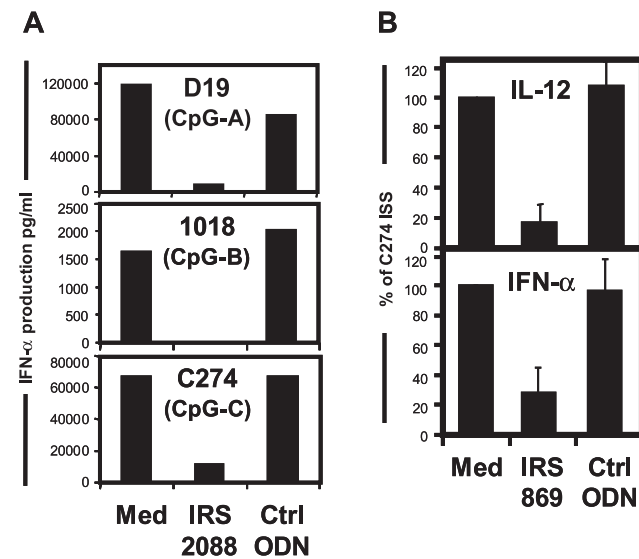 A
IFN-α production pg/ml
120000
80000
40000
0
D19
(CpG-A)
2500
2000
1500
1000
500
0
1018
(CpG-B)
80000
60000
40000
20000
0
C274
(CpG-C)
Med IRS Ctrl
2088 ODN
B
% of C274 ISS
120
100
80
60
40
20
0
IL-12
120
100
80
60
40
20
0
IFN-α
Med IRS Ctrl
869 ODN